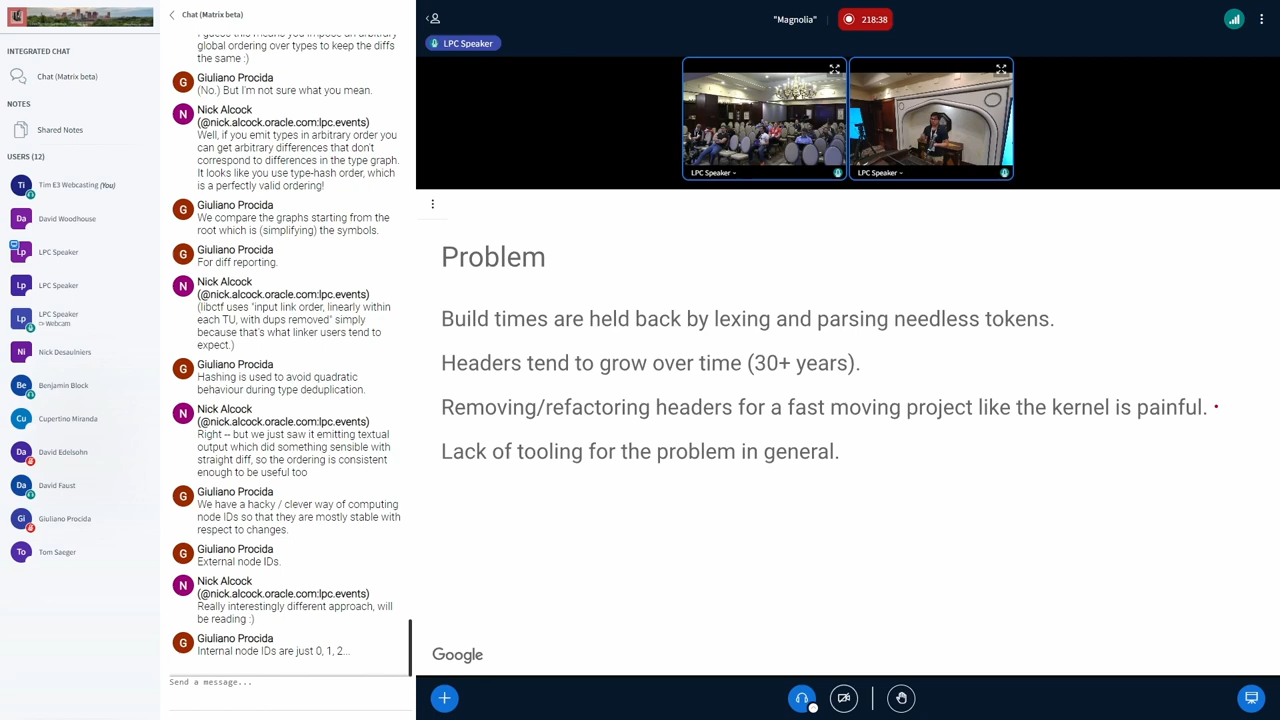 INTEGRATED CHAT
Chat (Matrix beta)
NOTES
Shared Notes
USERS (12)
Ti
Tim E3 Webcasting (You)
Da
David Woodhouse
Lp
LPC Speaker
Lp
LPC Speaker
Lp
LPC Speaker
Webcam
Ni
Nick Desaulniers
Be
Benjamin Block
Cu
Cupertino Miranda
Da
David Edelsohn
Da
David Faust
Gi
Giuliano Procida
To
Tom Saeger
Chat (Matrix beta)
I guess this means you impose an arbitrary
global ordering over types to keep the diffs
the same :)
G
Giuliano Procida
(No.) But I'm not sure what you mean.
N
Nick Alcock
(@nick.alcock.oracle.com:lpc.events)
Well, if you emit types in arbitrary order you
can get arbitrary differences that don't
correspond to differences in the type graph.
It looks like you use type-hash order, which
is a perfectly valid ordering!
G
Giuliano Procida
We compare the graphs starting from the
root which is (simplifying) the symbols.
G
Giuliano Procida
For diff reporting.
N
Nick Alcock
(@nick.alcock.oracle.com:lpc.events)
(libctf uses "input link order, linearly within
each TU, with dups removed" simply
because that's what linker users tend to
expect.)
G
Giuliano Procida
Hashing is used to avoid quadratic
behaviour during type deduplication.
N
Nick Alcock
(@nick.alcock.oracle.com:lpc.events)
Right -- but we just saw it emitting textual
output which did something sensible with
straight diff, so the ordering is consistent
enough to be useful too
G
Giuliano Procida
We have a hacky / clever way of computing
node IDs so that they are mostly stable with
respect to changes.
G
Giuliano Procida
External node IDs.
N
Nick Alcock
(@nick.alcock.oracle.com:lpc.events)
Really interestingly different approach, will
be reading :)
G
Giuliano Procida
Internal node IDs are just 0, 1, 2...
Send a message...
"Magnolia"
218:38
LPC Speaker
LPC Speaker
LPC Speaker
Problem
Build times are held back by lexing and parsing needless tokens.
Headers tend to grow over time (30+ years).
Removing/refactoring headers for a fast moving project like the kernel is painful.
Lack of tooling for the problem in general.
Google